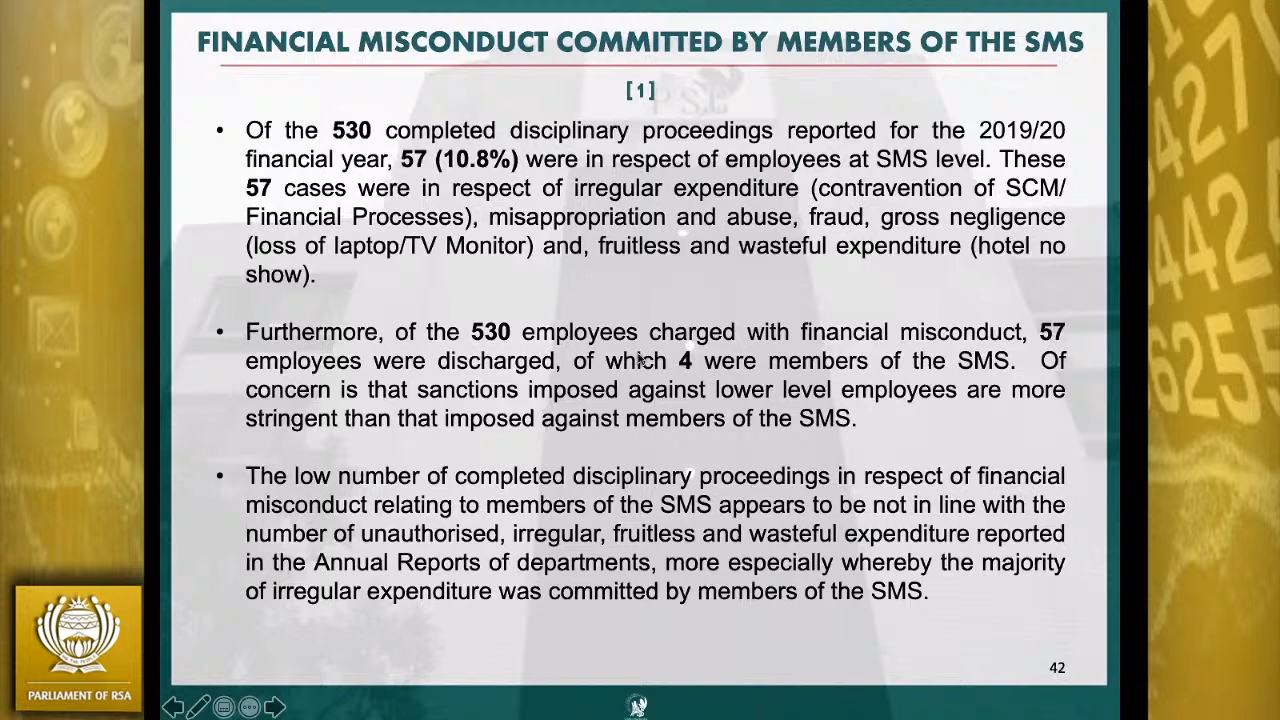 FINANCIAL MISCONDUCT COMMITTED BY MEMBERS OF THE SMS
[1]
• Of the 530 completed disciplinary proceedings reported for the 2019/20
financial year, 57 (10.8%) were in respect of employees at SMS level. These
57 cases were in respect of irregular expenditure (contravention of SCM/
Financial Processes), misappropriation and abuse, fraud, gross negligence
(loss of laptop/TV Monitor) and, fruitless and wasteful expenditure (hotel no
show).
• Furthermore, of the 530 employees charged with financial misconduct, 57
employees were discharged, of which 4 were members of the SMS. Of
concern is that sanctions imposed against lower level employees are more
stringent than that imposed against members of the SMS.
• The low number of completed disciplinary proceedings in respect of financial
misconduct relating to members of the SMS appears to be not in line with the
number of unauthorised, irregular, fruitless and wasteful expenditure reported
in the Annual Reports of departments, more especially whereby the majority
of irregular expenditure was committed by members of the SMS.
42
PARLIAMENT OF RSA